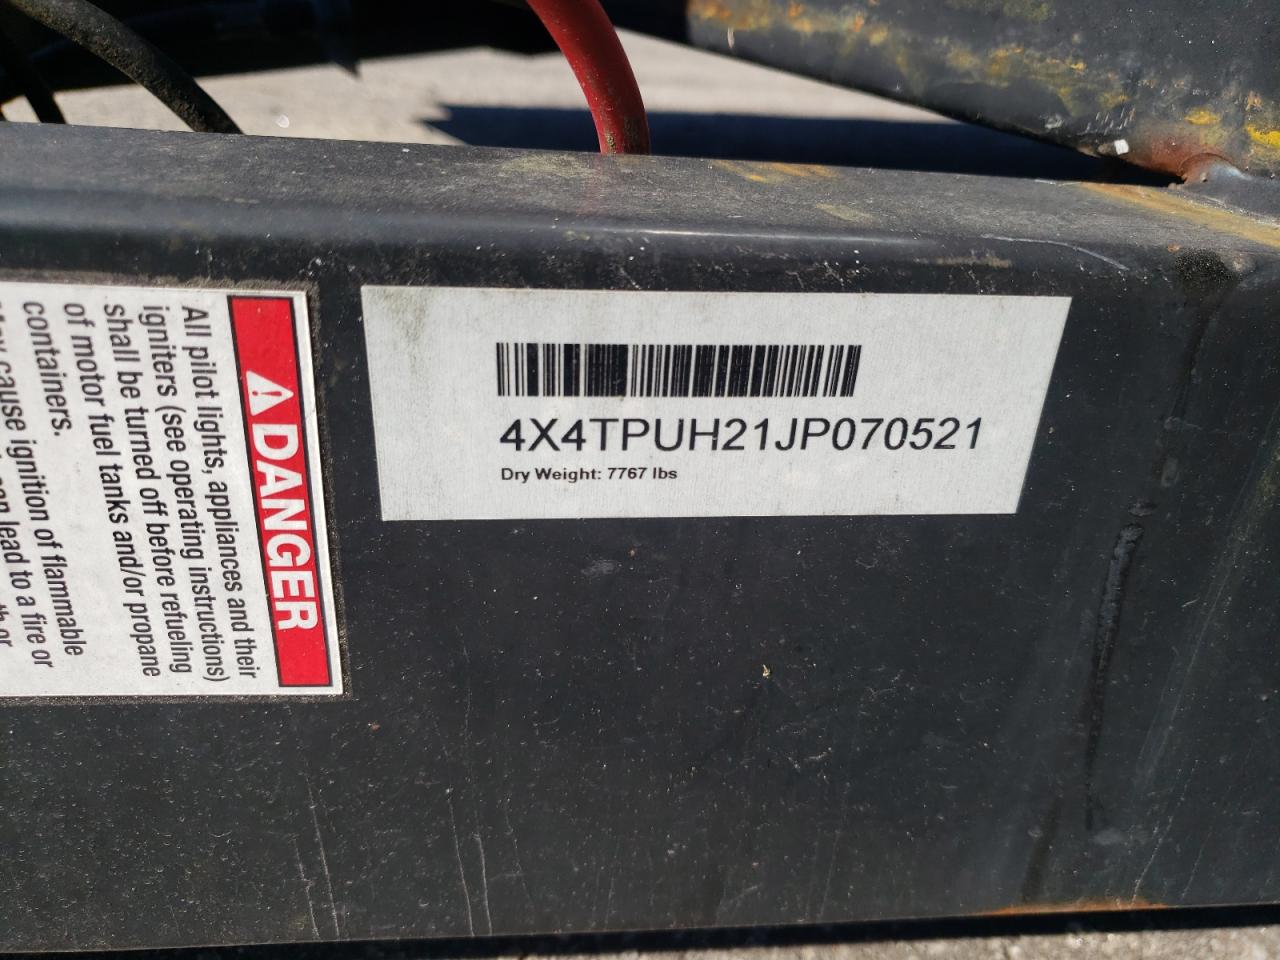 4X4TPUH21JP070521
Dry Weight: 7767 lbs
DANGER
All pilot lights, appliances and their
igniters (see operating instructions)
shall be turned off before refueling
of motor fuel tanks and/or propane
containers.
cause ignition of flammable
lead to a fire or
or